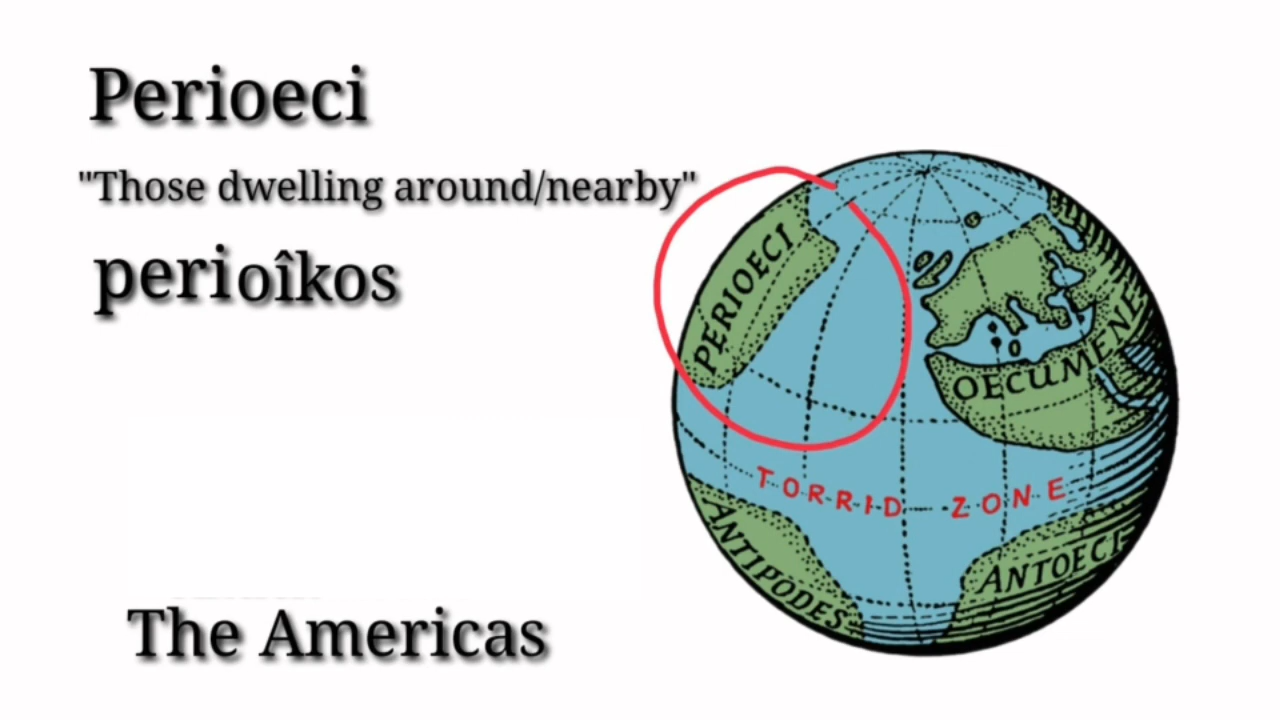 Perioeci
"Those dwelling around/nearby"
perioîkos
The Americas
PERIOECI
OECUMENE
TORRID ZONE
ANTIPODES
ANTOECI